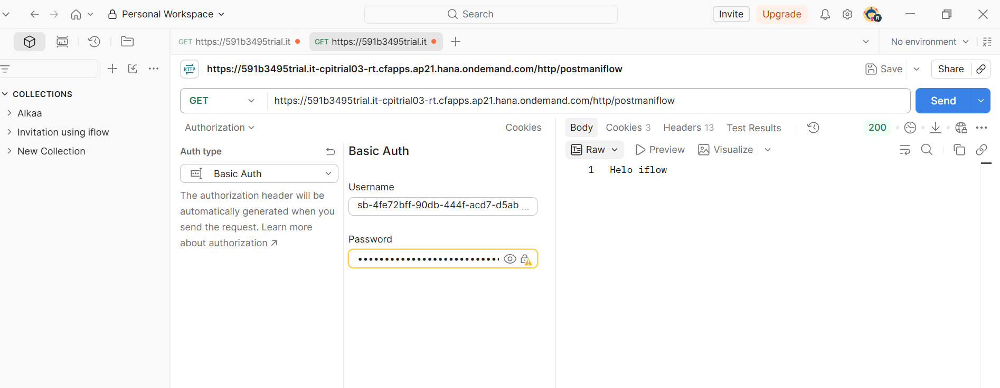 Personal Workspace
Search
Invite
Upgrade
R
GET https://591b3495trial.it
GET https://591b3495trial.it
No environment
HTTP
https://591b3495trial.it-cpitrial03-rt.cfapps.ap21.hana.ondemand.com/http/postmaniflow
Save
Share
COLLECTIONS
Alkaa
Invitation using iflow
New Collection
GET
https://591b3495trial.it-cpitrial03-rt.cfapps.ap21.hana.ondemand.com/http/postmaniflow
Send
Authorization
Cookies
Auth type
Basic Auth
The authorization header will be
automatically generated when you
send the request. Learn more
about authorization
Basic Auth
Username
sb-4fe72bff-90db-444f-acd7-d5ab ...
Password
Body
Cookies 3
Headers 13
Test Results
200
Raw
Preview
Visualize
1 Helo iflow